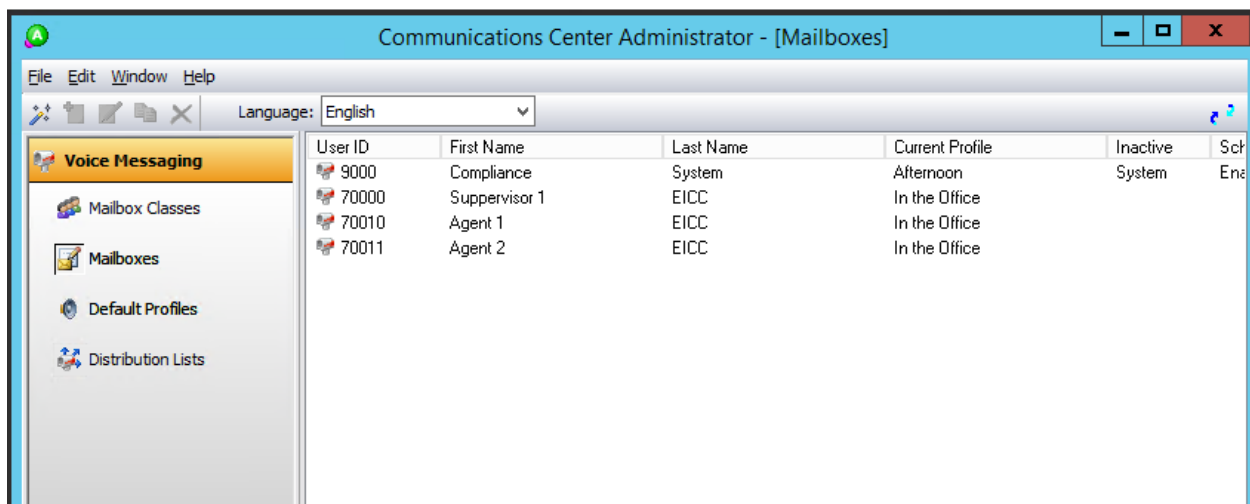 Communications Center Administrator - [Mailboxes]
File Edit Window Help
Language: English
Voice Messaging
Mailbox Classes
Mailboxes
Default Profiles
Distribution Lists
User ID First Name Last Name Current Profile Inactive Sch
9000 Compliance System Afternoon System Ena
70000 Suppervisor 1 EICC In the Office
70010 Agent 1 EICC In the Office
70011 Agent 2 EICC In the Office